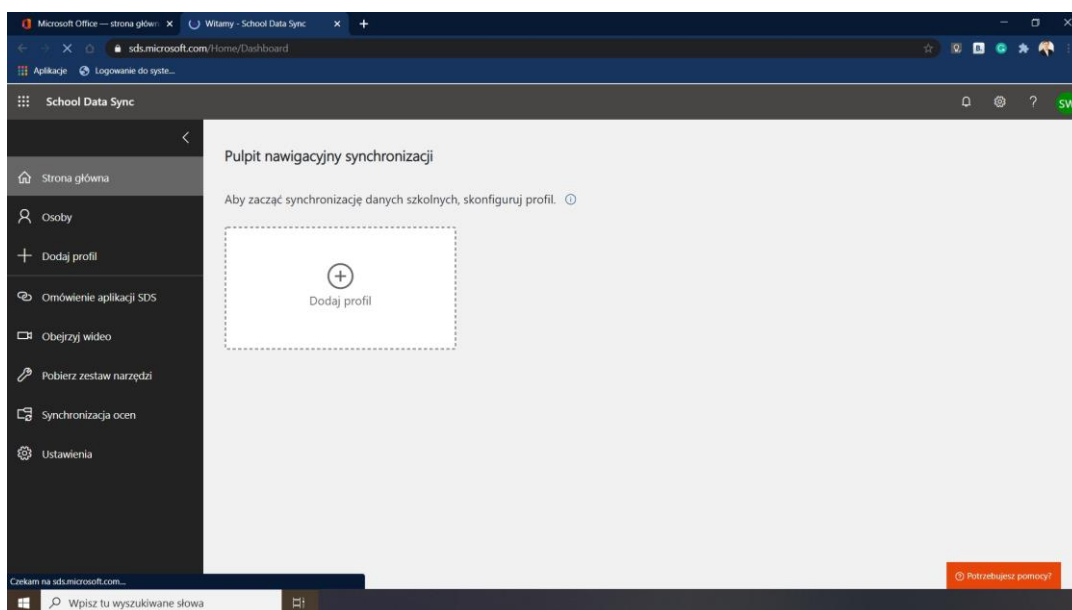 Microsoft Office — strona główn
Witamy - School Data Sync
sds.microsoft.com/Home/Dashboard
Aplikacje
Logowanie do syste...
School Data Sync
SW
Pulpit nawigacyjny synchronizacji
Strona główna
Aby zacząć synchronizację danych szkolnych, skonfiguruj profil.
Osoby
Dodaj profil
Dodaj profil
Omówienie aplikacji SDS
Obejrzyj wideo
Pobierz zestaw narzędzi
Synchronizacja ocen
Ustawienia
Potrzebujesz pomocy?
Czekam na sds.microsoft.com...
Wpisz tu wyszukiwane słowa